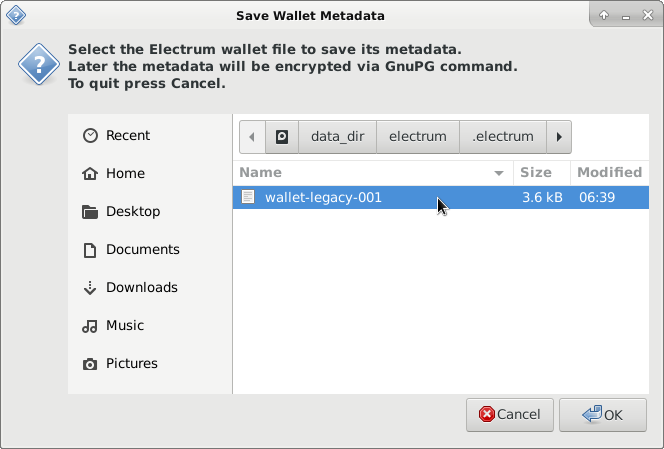 Save Wallet Metadata
Select the Electrum wallet file to save its metadata.
Later the metadata will be encrypted via GnuPG command.
To quit press Cancel.
Recent
Home
Desktop
Documents
Downloads
Music
Pictures
data_dir electrum .electrum
Name Size Modified
wallet-legacy-001 3.6 kB 06:39
Cancel OK